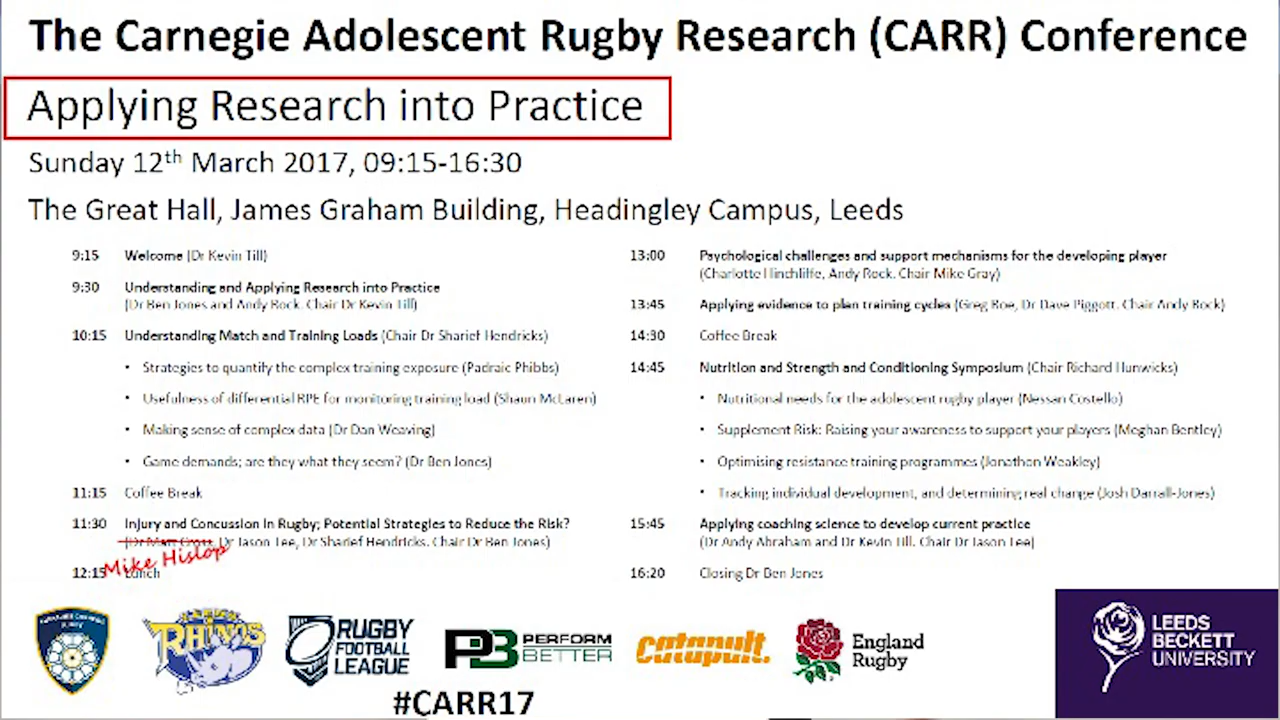 The Carnegie Adolescent Rugby Research (CARR) Conference
Applying Research into Practice
Sunday 12th March 2017, 09:15-16:30
The Great Hall, James Graham Building, Headingley Campus, Leeds
9:15 Welcome (Dr Kevin Till)
9:30 Understanding and Applying Research into Practice
(Dr Ben Jones and Andy Rock. Chair Dr Kevin Till)
10:15 Understanding Match and Training Loads (Chair Dr Sharief Hendricks)
• Strategies to quantify the complex training exposure (Padraic Phibbs)
• Usefulness of differential RPE for monitoring training load (Shaun McLaren)
• Making sense of complex data (Dr Dan Weaving)
• Game demands; are they what they seem? (Dr Ben Jones)
11:15 Coffee Break
11:30 Injury and Concussion in Rugby; Potential Strategies to Reduce the Risk?
(Dr Matt Cross, Dr Jason Lee, Dr Sharief Hendricks. Chair Dr Ben Jones)
Mike Hislop
12:15 Lunch
13:00 Psychological challenges and support mechanisms for the developing player
(Charlotte Hinchliffe, Andy Rock. Chair Mike Gray)
13:45 Applying evidence to plan training cycles (Greg Roe, Dr Dave Piggott. Chair Andy Rock)
14:30 Coffee Break
14:45 Nutrition and Strength and Conditioning Symposium (Chair Richard Hunwicks)
• Nutritional needs for the adolescent rugby player (Nessan Costello)
• Supplement Risk: Raising your awareness to support your players (Meghan Bentley)
• Optimising resistance training programmes (Jonathon Weakley)
• Tracking individual development, and determining real change (Josh Darrall-Jones)
15:45 Applying coaching science to develop current practice
(Dr Andy Abraham and Dr Kevin Till. Chair Dr Jason Lee)
16:20 Closing Dr Ben Jones
RHINOS
RUGBY
FOOTBALL
LEAGUE
P3 PERFORM
BETTER
catapult.
England
Rugby
LEEDS
BECKETT
UNIVERSITY
#CARR17